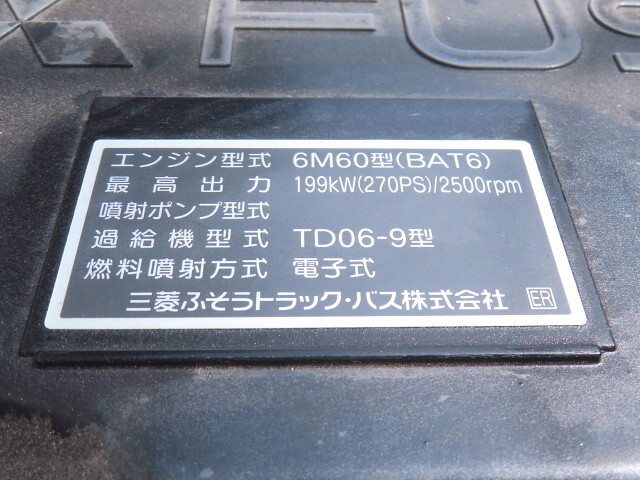 FUS
エンジン型式 6M60型(BAT6)
最高出力 199kW(270PS)/2500rpm
噴射ポンプ型式
過給機型式 TD06-9型
燃料噴射方式 電子式
三菱ふそうトラック・バス株式会社 ER